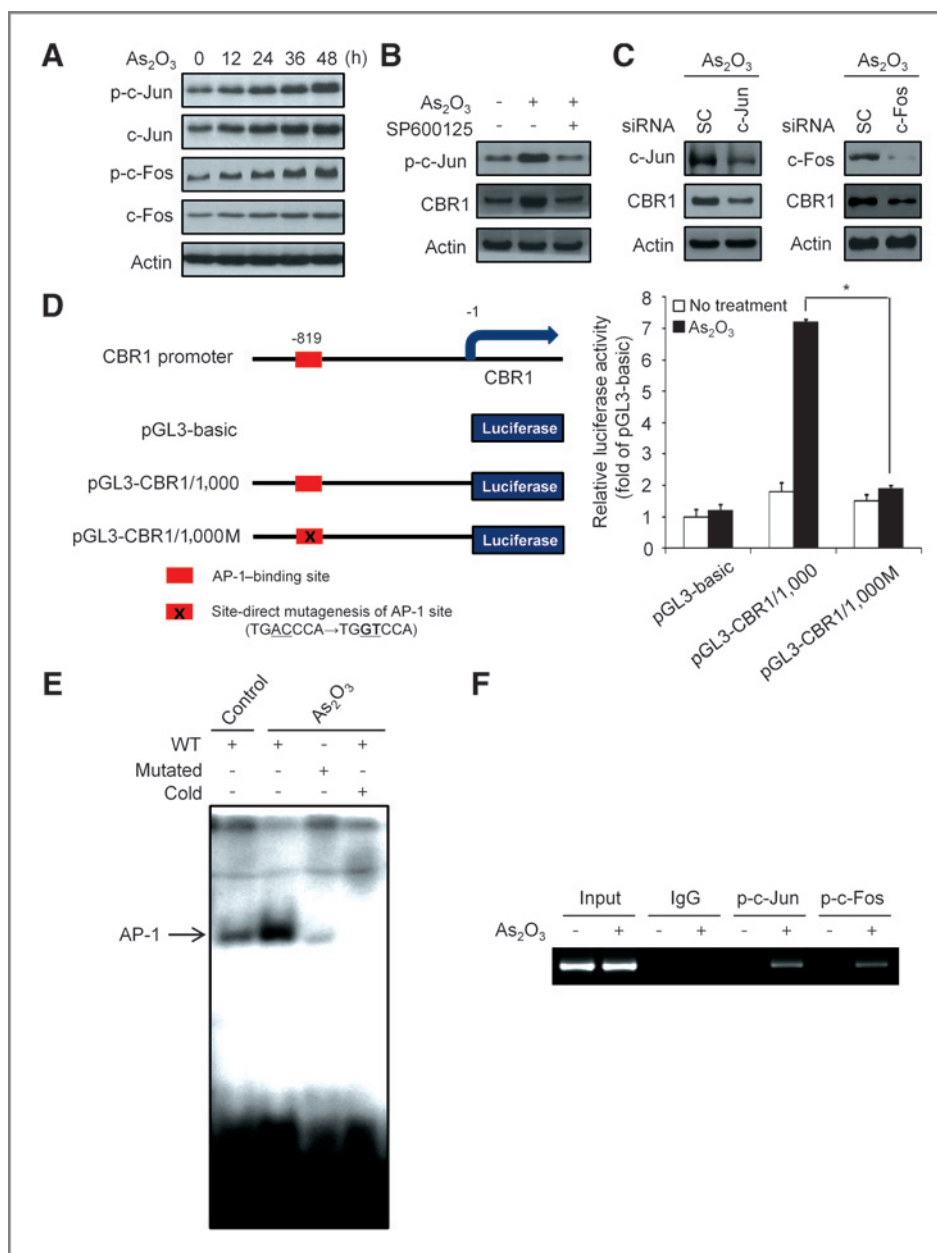 A
As₂O₃ 0 12 24 36 48 (h)
p-c-Jun
c-Jun
p-c-Fos
c-Fos
Actin
B
As₂O₃ - + +
SP600125 - - +
p-c-Jun
CBR1
Actin
C
As₂O₃
siRNA SC c-Jun
c-Jun
CBR1
Actin
As₂O₃
siRNA SC c-Fos
c-Fos
CBR1
Actin
D
-819
-1
CBR1 promoter
CBR1
pGL3-basic
Luciferase
pGL3-CBR1/1,000
Luciferase
pGL3-CBR1/1,000M
X
Luciferase
AP-1–binding site
X
Site-direct mutagenesis of AP-1 site
(TGACCCA→TGGTCCA)
Relative luciferase activity
(fold of pGL3-basic)
8
7
6
5
4
3
2
1
0
No treatment
As₂O₃
*
pGL3-basic
pGL3-CBR1/1,000
pGL3-CBR1/1,000M
E
Control
As₂O₃
WT + + - +
Mutated - - + -
Cold - - - +
AP-1
F
Input IgG p-c-Jun p-c-Fos
As₂O₃ - + - + - + - +